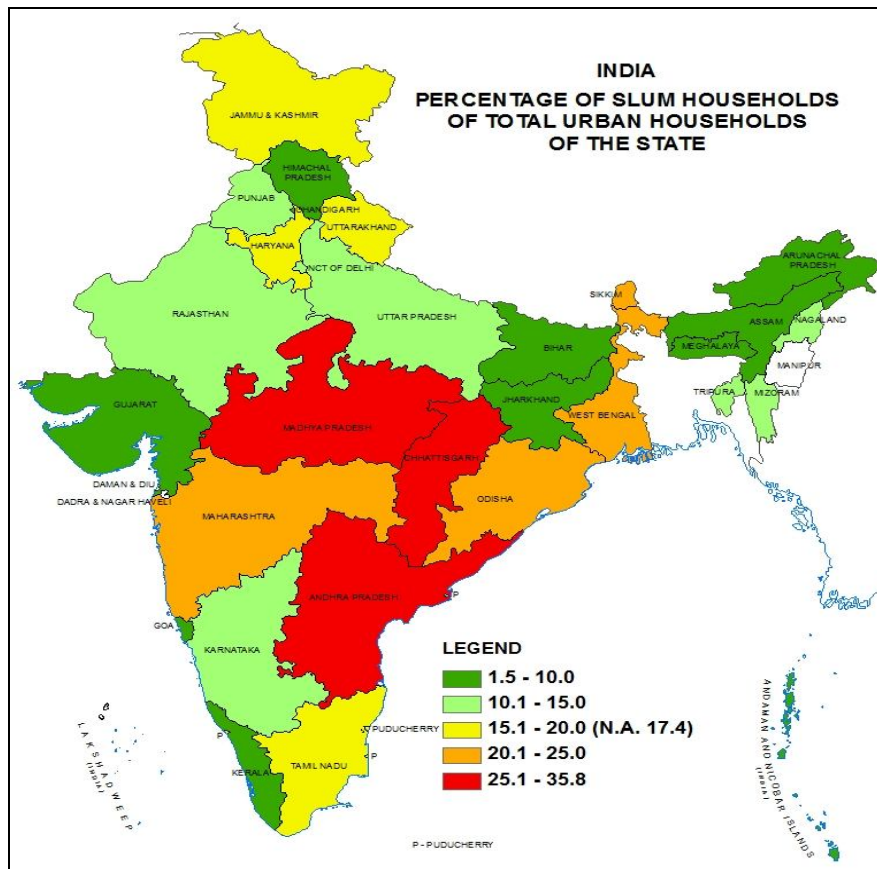 INDIA
PERCENTAGE OF SLUM HOUSEHOLDS
OF TOTAL URBAN HOUSEHOLDS
OF THE STATE
JAMMU & KASHMIR
HIMACHAL
PRADESH
PUNJAB
CHANDIGARH
UTTARAKHAND
HARYANA
NCT OF DELHI
ARUNACHAL
PRADESH
SIKKIM
RAJASTHAN
UTTAR PRADESH
ASSAM
NAGALAND
BIHAR
MEGHALAYA
MANIPUR
TRIPURA
MIZORAM
GUJARAT
JHARKHAND
WEST BENGAL
MADHYA PRADESH
CHHATTISGARH
DAMAN & DIU
DADRA & NAGAR HAVELI
ODISHA
MAHARASHTRA
P
ANDHRA PRADESH
GOA
KARNATAKA
LEGEND
1.5 - 10.0
10.1 - 15.0
15.1 - 20.0 (N.A. 17.4)
20.1 - 25.0
25.1 - 35.8
PUDUCHERRY
P
P
TAMIL NADU
KERALA
LAKSHADWEEP
(INDIA)
ANDAMAN AND NICOBAR ISLANDS
(INDIA)
P - PUDUCHERRY